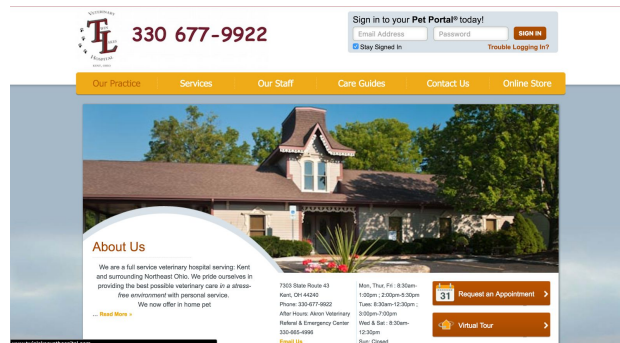 VETERINARY
TL
HOSPITAL
330 677-9922
Sign in to your Pet Portal® today!
Email Address
Password
SIGN IN
Stay Signed In
Trouble Logging In?
Our Practice
Services
Our Staff
Care Guides
Contact Us
Online Store
About Us
We are a full service veterinary hospital serving; Kent
and surrounding Northeast Ohio. We pride ourselves in
providing the best possible veterinary care in a stress-
free environment with personal service.
We now offer in home pet
... Read More »
7303 State Route 43
Kent, OH 44240
Phone: 330-677-9922
After Hours: Akron Veterinary
Referal & Emergency Center
330-665-4996
Email Us
Mon, Thur, Fri : 8:30am-
1:00pm ; 2:00pm-5:30pm
Tues: 8:30am-12:30pm ;
3:00pm-7:00pm
Wed & Sat : 8:30am-
12:30pm
Sun: Closed
31
Request an Appointment
Virtual Tour